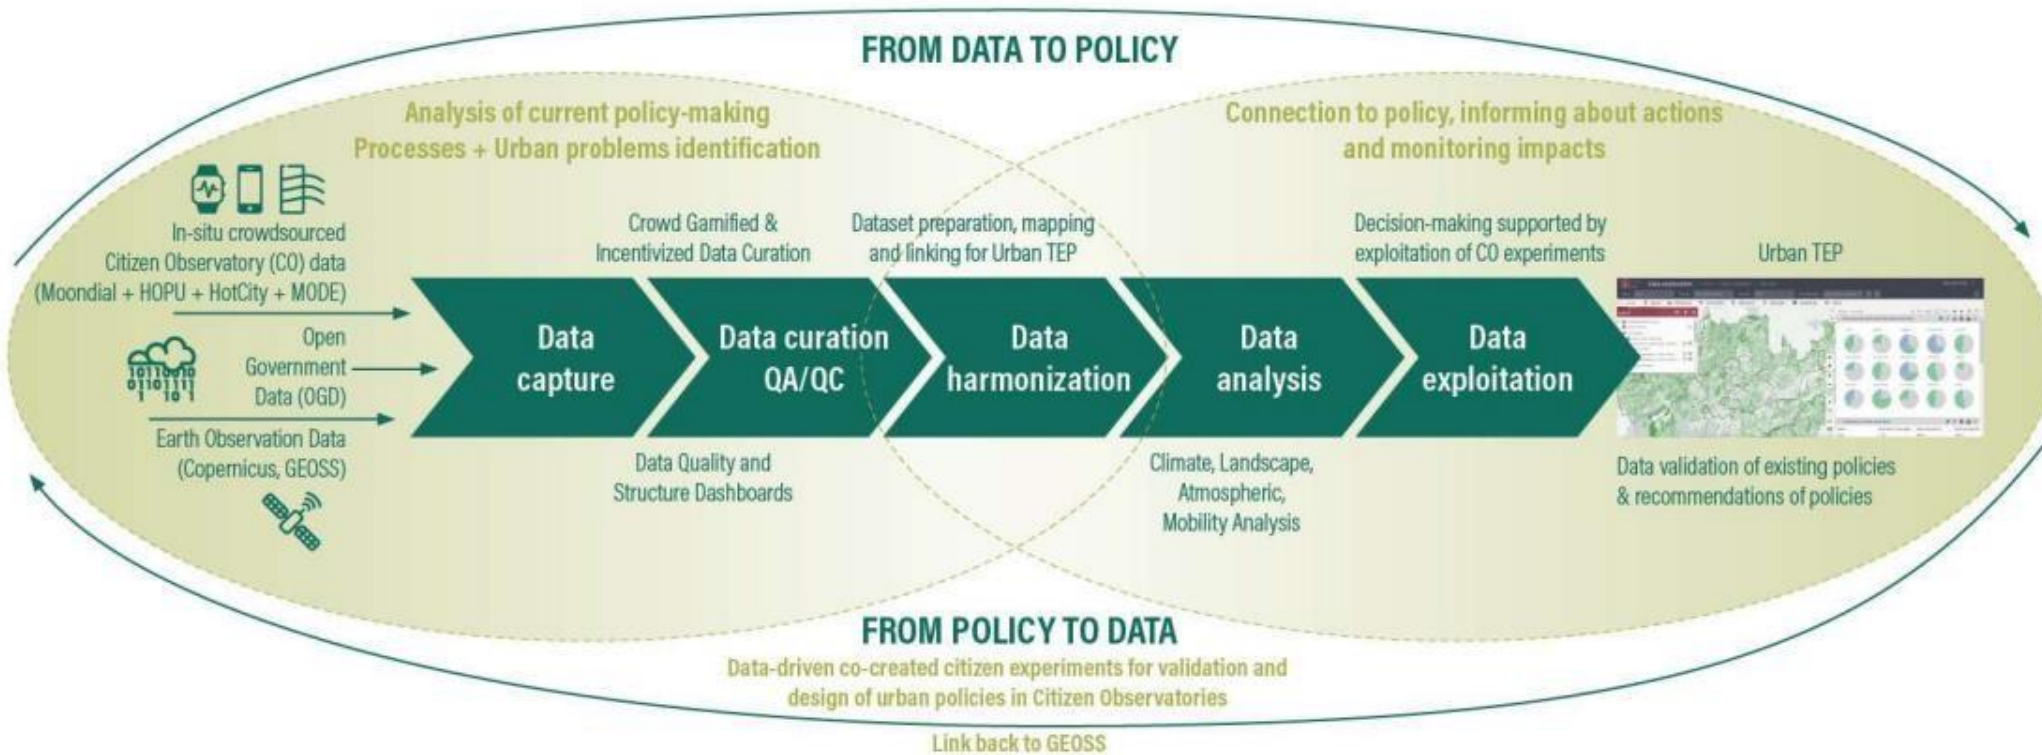 FROM DATA TO POLICY
Analysis of current policy-making
Processes + Urban problems identification
Connection to policy, informing about actions
and monitoring impacts
In-situ crowdsourced
Citizen Observatory (CO) data
(Moondial + HOPU + HotCity + MODE)
Open
Government
Data (OGD)
Earth Observation Data
(Copernicus, GEOSS)
Crowd Gamified &
Incentivized Data Curation
Dataset preparation, mapping
and linking for Urban TEP
Decision-making supported by
exploitation of CO experiments
Urban TEP
Data
capture
Data curation
QA/QC
Data
harmonization
Data
analysis
Data
exploitation
Data Quality and
Structure Dashboards
Climate, Landscape,
Atmospheric,
Mobility Analysis
Data validation of existing policies
& recommendations of policies
FROM POLICY TO DATA
Data-driven co-created citizen experiments for validation and
design of urban policies in Citizen Observatories
Link back to GEOSS